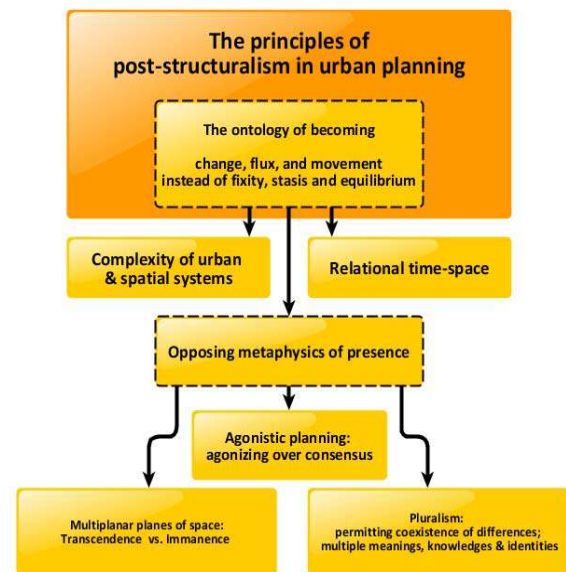 The principles of
post-structuralism in urban planning
The ontology of becoming
change, flux, and movement
instead of fixity, stasis and equilibrium
Complexity of urban
& spatial systems
Relational time-space
Opposing metaphysics of presence
Agonistic planning:
agonizing over consensus
Multiplanar planes of space:
Transcendence vs. Immanence
Pluralism:
permitting coexistence of differences;
multiple meanings, knowledges & identities